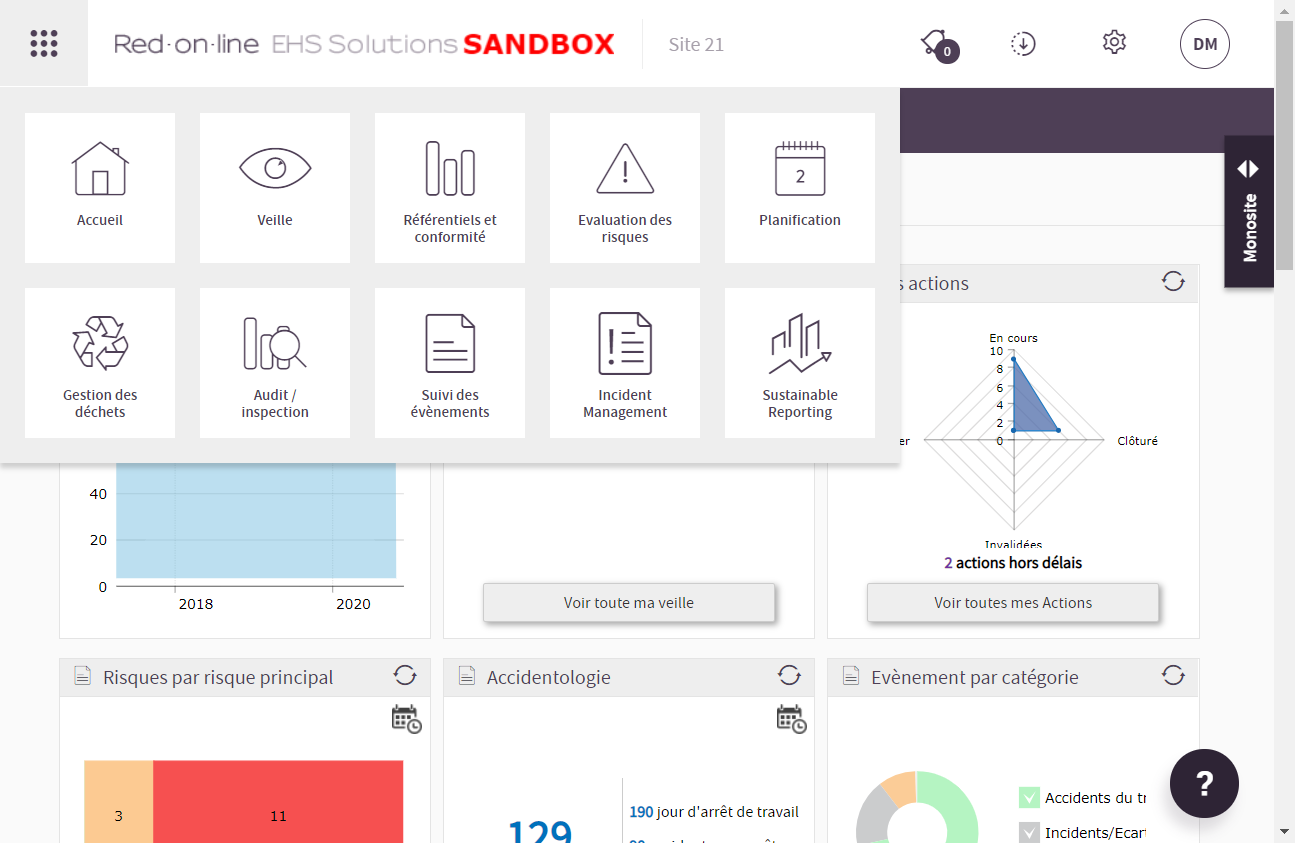 Red·on·line EHS Solutions SANDBOX
Site 21
0
DM
Accueil
Veille
Référentiels et
conformité
Evaluation des
risques
2
Planification
Monosite
Gestion des
déchets
Audit /
inspection
Suivi des
évènements
Incident
Management
Sustainable
Reporting
s actions
En cours
10
8
6
4
2
0
er
Clôturé
Invalidées
2 actions hors délais
40
20
0
2018
2020
Voir toute ma veille
Voir toutes mes Actions
Risques par risque principal
Accidentologie
Evènement par catégorie
3
11
129
190 jour d'arrêt de travail
Accidents du tr
Incidents/Ecart
?